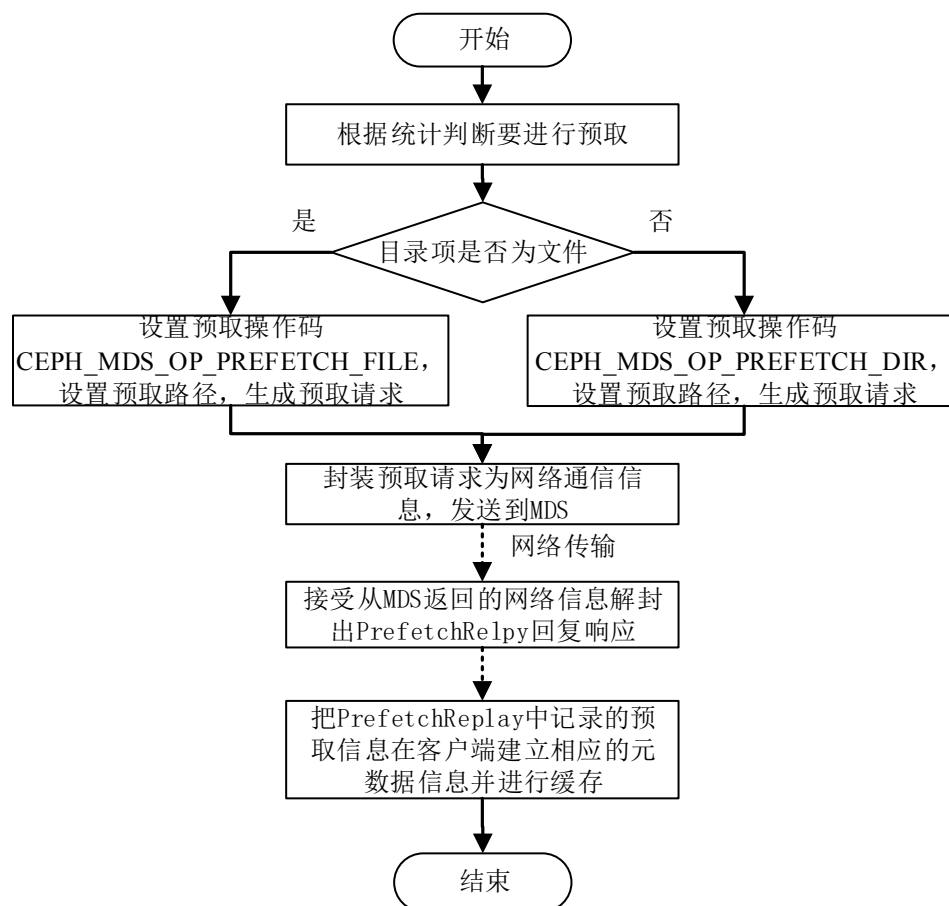 开始
根据统计判断要进行预取
是
否
目录项是否为文件
设置预取操作码
CEPH_MDS_OP_PREFETCH_FILE,
设置预取路径，生成预取请求
设置预取操作码
CEPH_MDS_OP_PREFETCH_DIR,
设置预取路径，生成预取请求
封装预取请求为网络通信信
息，发送到MDS
网络传输
接受从MDS返回的网络信息解封
出PrefetchRelpy回复响应
把PrefetchReplay中记录的预
取信息在客户端建立相应的元
数据信息并进行缓存
结束